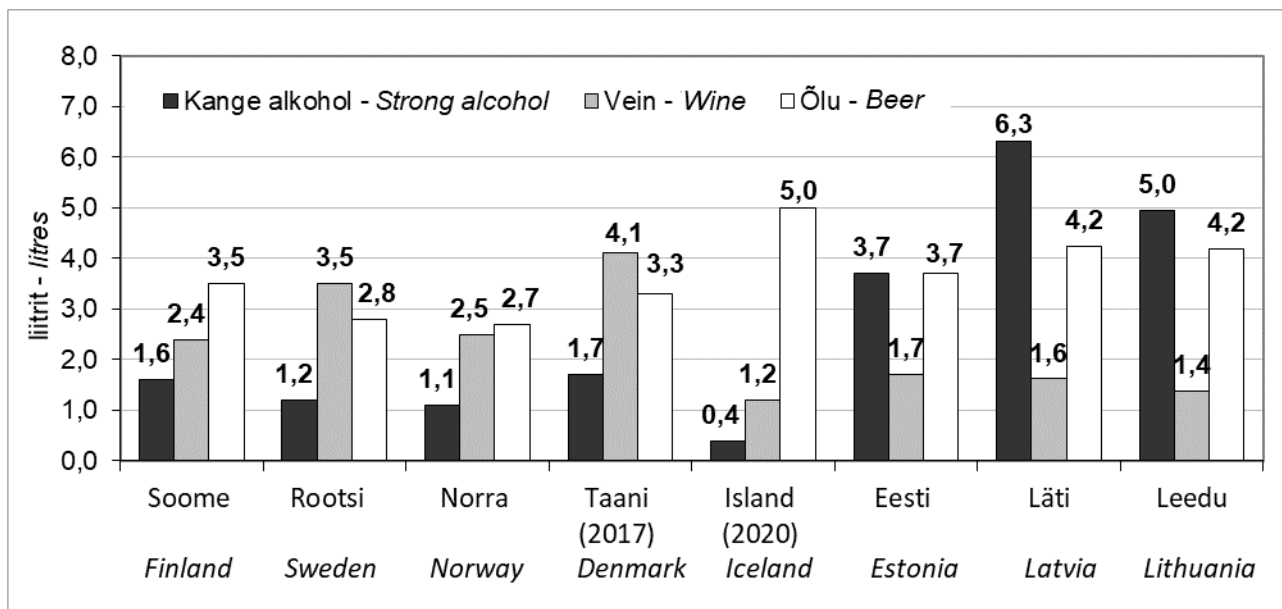 8,0
7,0
6,0
5,0
4,0
3,0
2,0
1,0
0,0
liitrit - litres
Kange alkohol - Strong alcohol Vein - Wine Õlu - Beer
1,6 2,4 3,5
1,2 3,5 2,8
1,1 2,5 2,7
1,7 4,1 3,3
0,4 1,2 5,0
3,7 1,7 3,7
6,3 1,6 4,2
5,0 1,4 4,2
Soome Rootsi Norra Taani Island Eesti Läti Leedu
(2017) (2020)
Finland Sweden Norway Denmark Iceland Estonia Latvia Lithuania